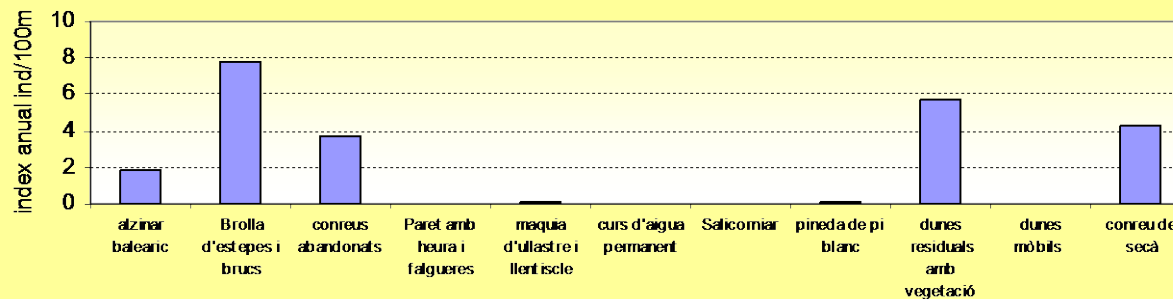 index anual ind/100m
10
8
6
4
2
0
alzinar
balearic
Brolla
d'estepes i
brucs
conreus
abandonats
Paret amb
heura i
falgueres
maquia
d'ullastre i
llentiscle
curs d'aigua
permanent
Salicorniar
pineda de pi
blanc
dunes
residuals
amb
vegetació
dunes
mòbils
conreu de
secà